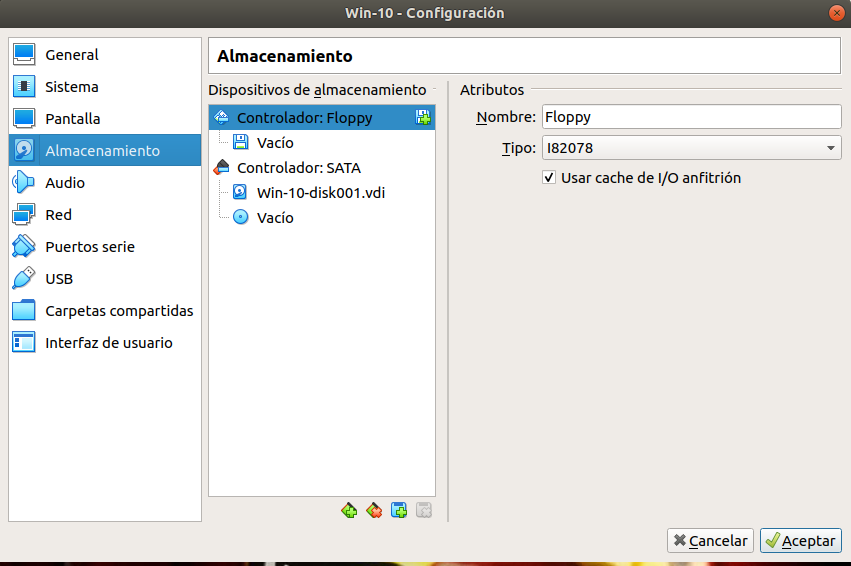 Win-10 - Configuración
General
Sistema
Pantalla
Almacenamiento
Audio
Red
Puertos serie
USB
Carpetas compartidas
Interfaz de usuario
Almacenamiento
Dispositivos de almacenamiento
Controlador: Floppy
Vacío
Controlador: SATA
Win-10-disk001.vdi
Vacío
Atributos
Nombre: Floppy
Tipo: I82078
Usar cache de I/O anfitrión
Cancelar
Aceptar